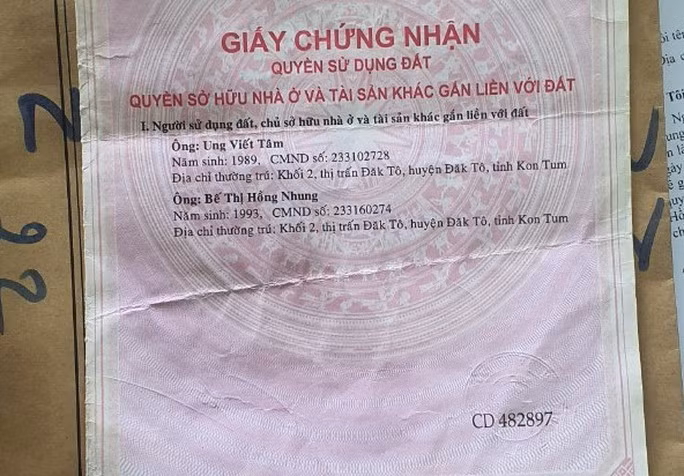 GIẤY CHỨNG NHẬN
QUYỀN SỬ DỤNG ĐẤT
QUYỀN SỞ HỮU NHÀ Ở VÀ TÀI SẢN KHÁC GẮN LIỀN VỚI ĐẤT
I. Người sử dụng đất, chủ sở hữu nhà ở và tài sản khác gắn liền với đất
Ông: Ung Viết Tâm
Năm sinh: 1989, CMND số: 233102728
Địa chỉ thường trú: Khối 2, thị trấn Đăk Tô, huyện Đăk Tô, tỉnh Kon Tum
Ông: Bế Thị Hồng Nhung
Năm sinh: 1993, CMND số: 233160274
Địa chỉ thường trú: Khối 2, thị trấn Đăk Tô, huyện Đăk Tô, tỉnh Kon Tum
CD 482897